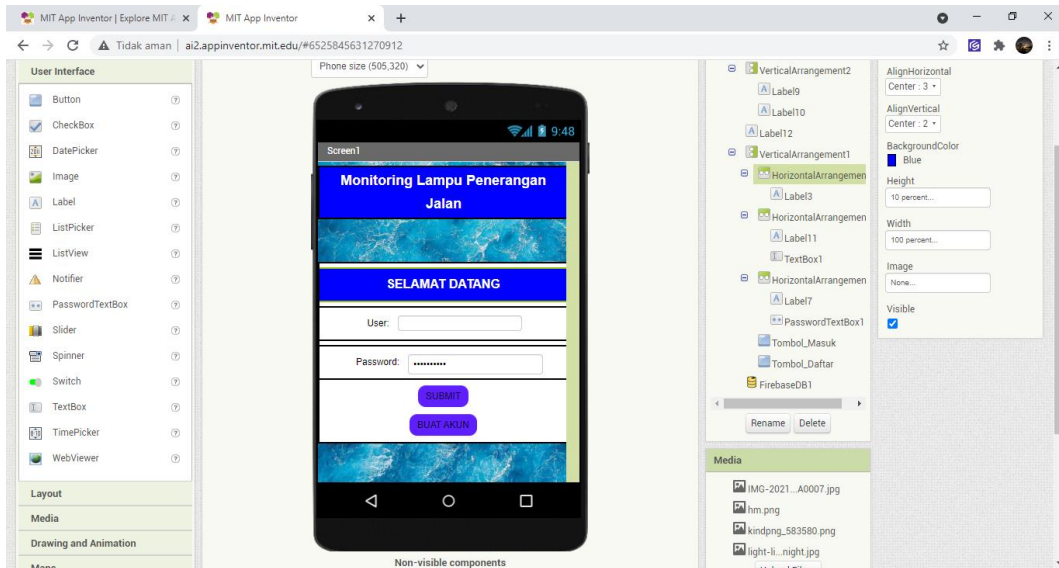 MIT App Inventor | Explore MIT A
MIT App Inventor
Tidak aman | ai2.appinventor.mit.edu/#6525845631270912
User Interface
Button
CheckBox
DatePicker
Image
Label
ListPicker
ListView
Notifier
PasswordTextBox
Slider
Spinner
Switch
TextBox
TimePicker
WebViewer
Layout
Media
Drawing and Animation
Maps
Phone size (505,320)
9:48
Screen1
Monitoring Lampu Penerangan
Jalan
SELAMAT DATANG
User:
Password:
SUBMIT
BUAT AKUN
Non-visible components
VerticalArrangement2
Label9
Label10
Label12
VerticalArrangement1
HorizontalArrangemen
Label3
HorizontalArrangemen
Label11
TextBox1
HorizontalArrangemen
Label7
PasswordTextBox1
Tombol_Masuk
Tombol_Daftar
FirebaseDB1
Rename Delete
Media
IMG-2021...A0007.jpg
hm.png
kindpng_583580.png
light-li...night.jpg
AlignHorizontal
Center : 3
AlignVertical
Center : 2
BackgroundColor
Blue
Height
10 percent...
Width
100 percent...
Image
None...
Visible